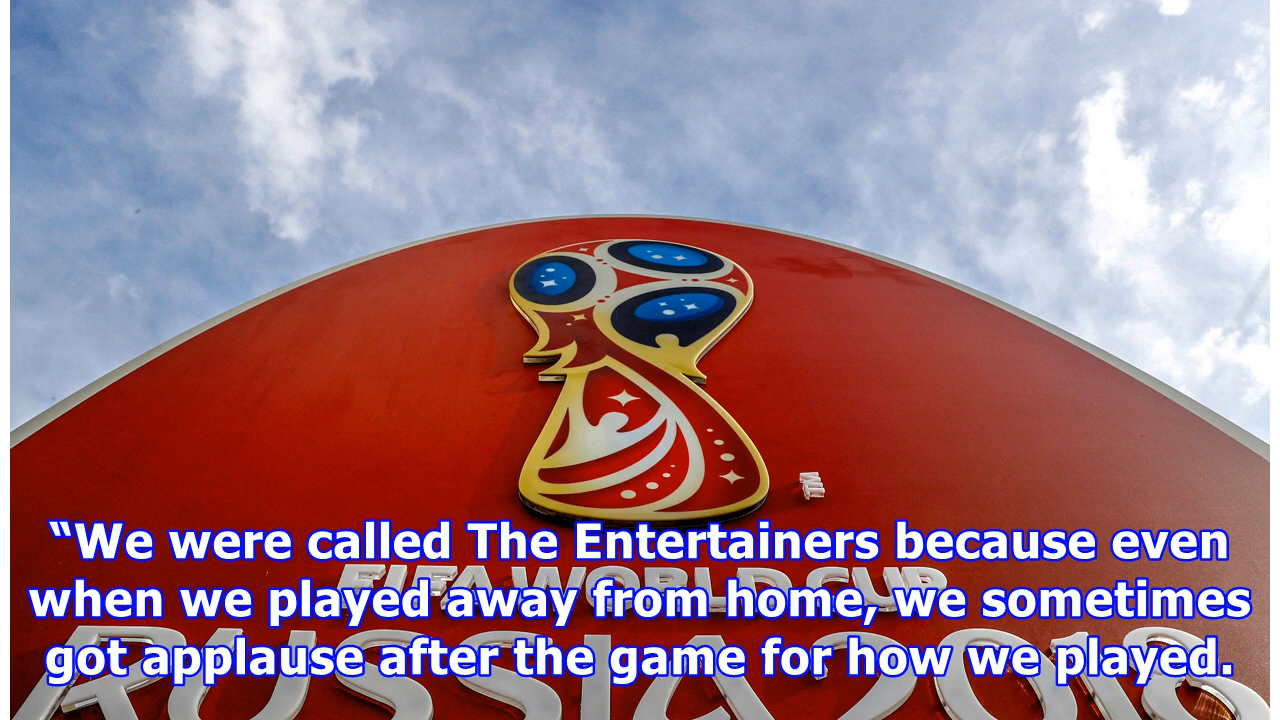 “We were called The Entertainers because even
FIFA WORLD CUP
when we played away from home, we sometimes
RUSSIA 2018
got applause after the game for how we played.